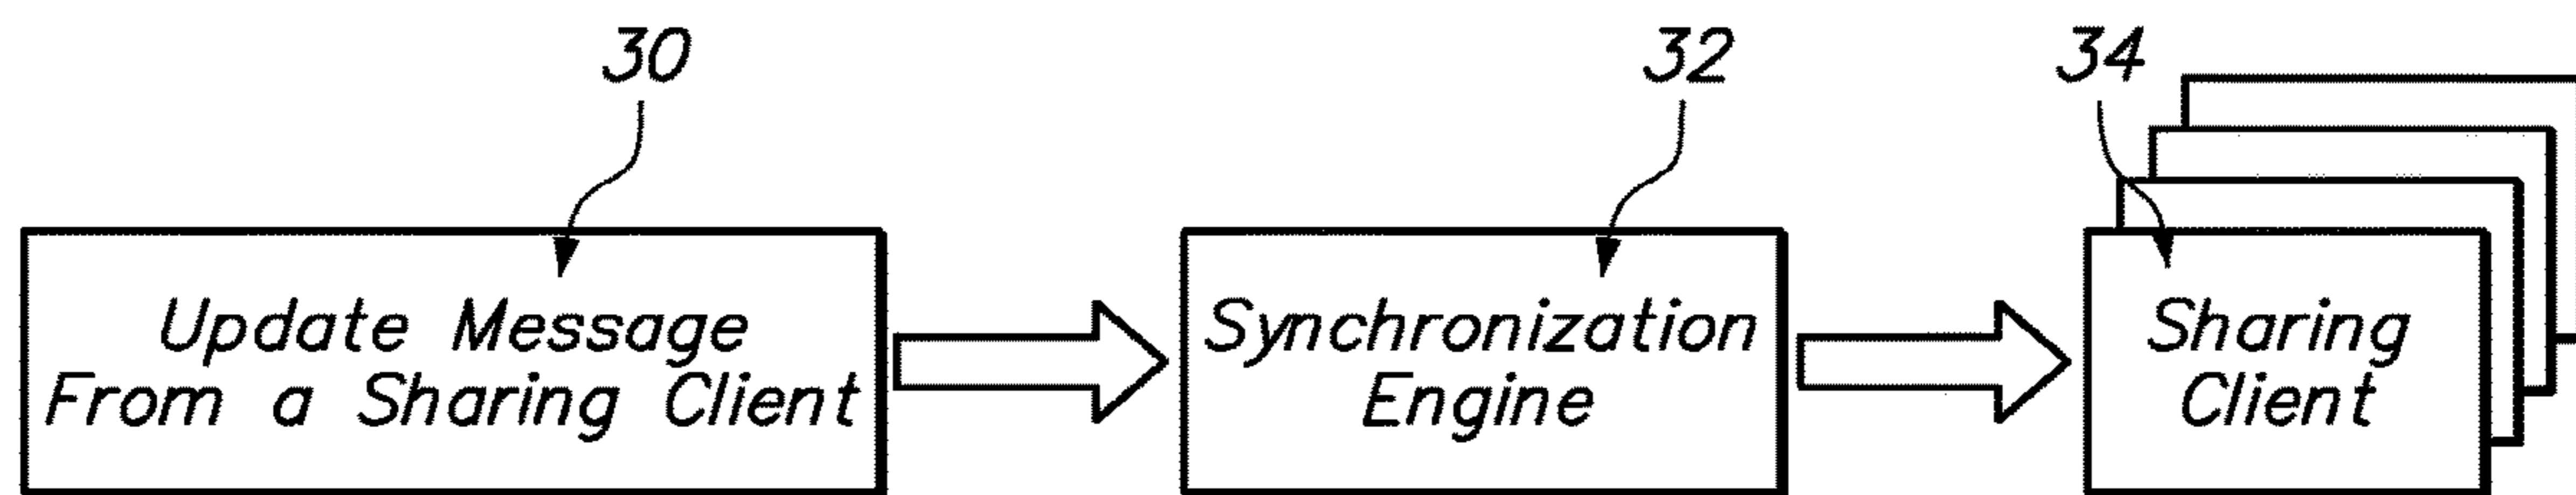 30
32
34
Update Message
From a Sharing Client
Synchronization
Engine
Sharing
Client